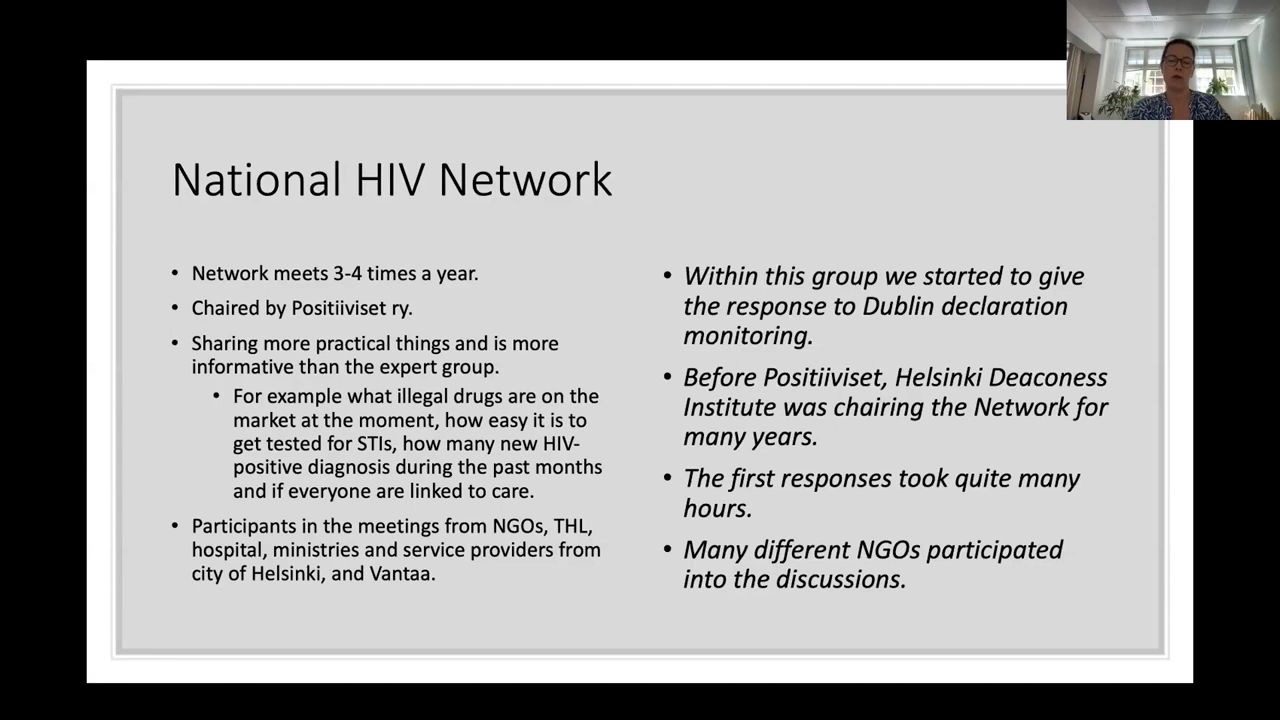 National HIV Network
• Network meets 3-4 times a year.
• Chaired by Positiiviset ry.
• Sharing more practical things and is more
informative than the expert group.
• For example what illegal drugs are on the
market at the moment, how easy it is to
get tested for STIs, how many new HIV-
positive diagnosis during the past months
and if everyone are linked to care.
• Participants in the meetings from NGOs, THL,
hospital, ministries and service providers from
city of Helsinki, and Vantaa.
• Within this group we started to give
the response to Dublin declaration
monitoring.
• Before Positiiviset, Helsinki Deaconess
Institute was chairing the Network for
many years.
• The first responses took quite many
hours.
• Many different NGOs participated
into the discussions.